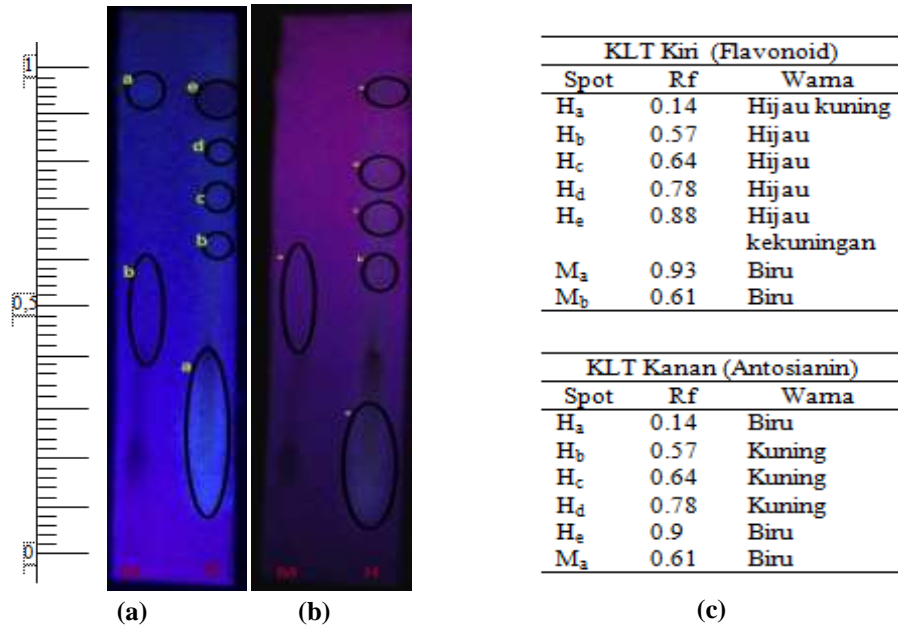 1
0,5
0
a
b
e
d
c
b
a
M
H
(a)
(b)
KLT Kiri (Flavonoid)
Spot Rf Warna
Ha 0.14 Hijau kuning
Hb 0.57 Hijau
Hc 0.64 Hijau
Hd 0.78 Hijau
He 0.88 Hijau
kekuningan
Ma 0.93 Biru
Mb 0.61 Biru
KLT Kanan (Antosianin)
Spot Rf Warna
Ha 0.14 Biru
Hb 0.57 Kuning
Hc 0.64 Kuning
Hd 0.78 Kuning
He 0.9 Biru
Ma 0.61 Biru
(c)